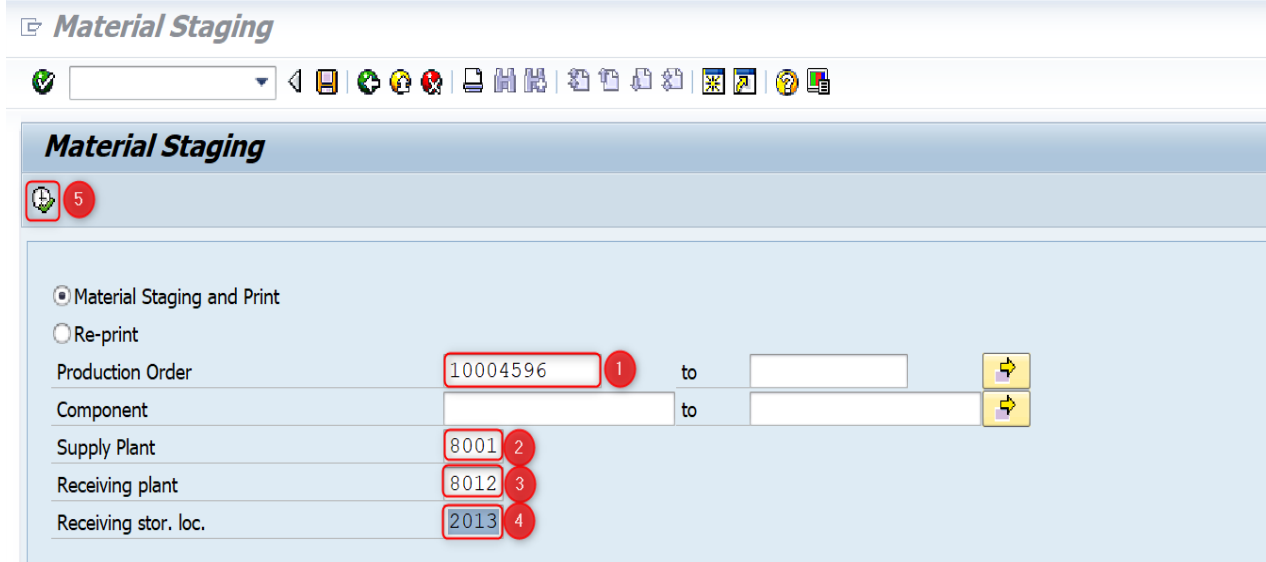 Material Staging
Material Staging
5
Material Staging and Print
Re-print
Production Order 10004596 1 to
Component to
Supply Plant 8001 2
Receiving plant 8012 3
Receiving stor. loc. 2013 4